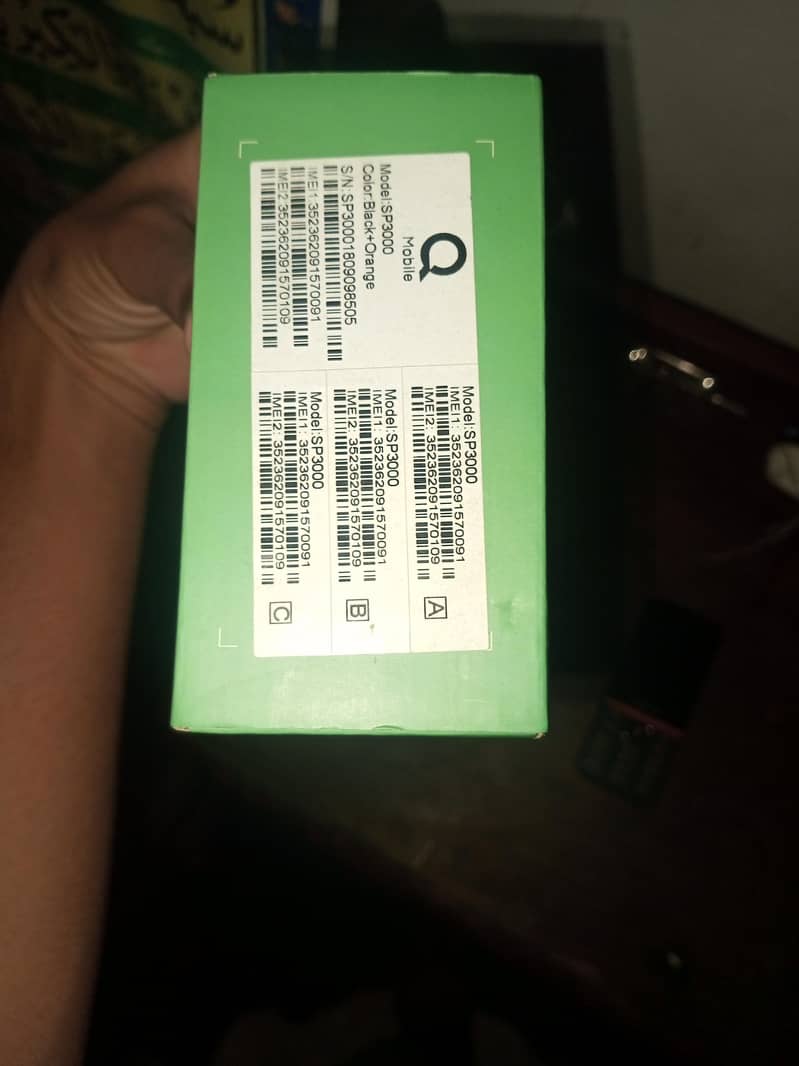 Q
Mobile
Model:SP3000
Color:Black+Orange
S/N:SP30001809098505
IMEI1:352362091570091
IMEI2:352362091570109
Model:SP3000
IMEI1: 352362091570091
IMEI2: 352362091570109
A
Model:SP3000
IMEI1: 352362091570091
IMEI2: 352362091570109
B
Model:SP3000
IMEI1: 352362091570091
IMEI2: 352362091570109
C